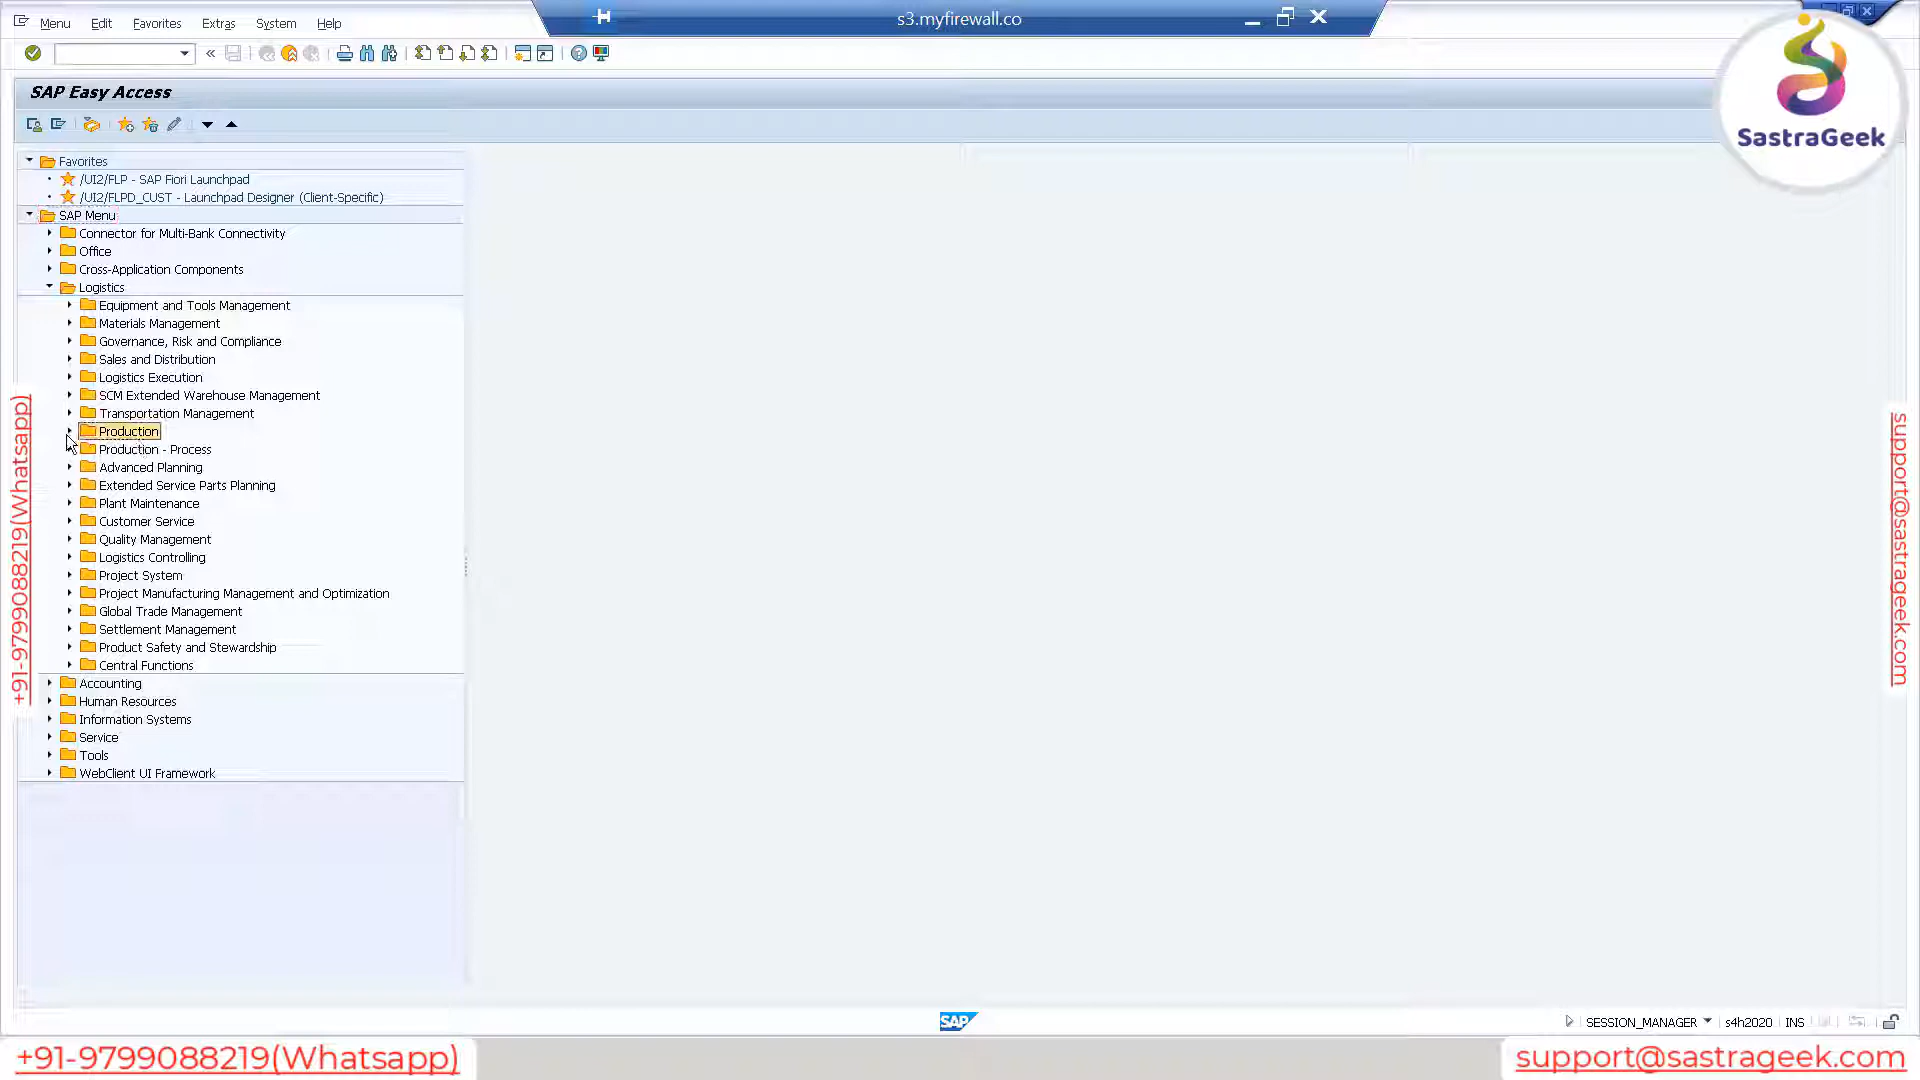 Menu Edit Favorites Extras System Help
s3.myfirewall.co
SAP Easy Access
SastraGeek
Favorites
/UI2/FLP - SAP Fiori Launchpad
/UI2/FLPD_CUST - Launchpad Designer (Client-Specific)
SAP Menu
Connector for Multi-Bank Connectivity
Office
Cross-Application Components
Logistics
Equipment and Tools Management
Materials Management
Governance, Risk and Compliance
Sales and Distribution
Logistics Execution
SCM Extended Warehouse Management
Transportation Management
Production
Production - Process
Advanced Planning
Extended Service Parts Planning
Plant Maintenance
Customer Service
Quality Management
Logistics Controlling
Project System
Project Manufacturing Management and Optimization
Global Trade Management
Settlement Management
Product Safety and Stewardship
Central Functions
Accounting
Human Resources
Information Systems
Service
Tools
WebClient UI Framework
+91-9799088219(Whatsapp)
support@sastrageek.com
SAP
SESSION_MANAGER s4h2020 INS
+91-9799088219(Whatsapp)
support@sastrageek.com